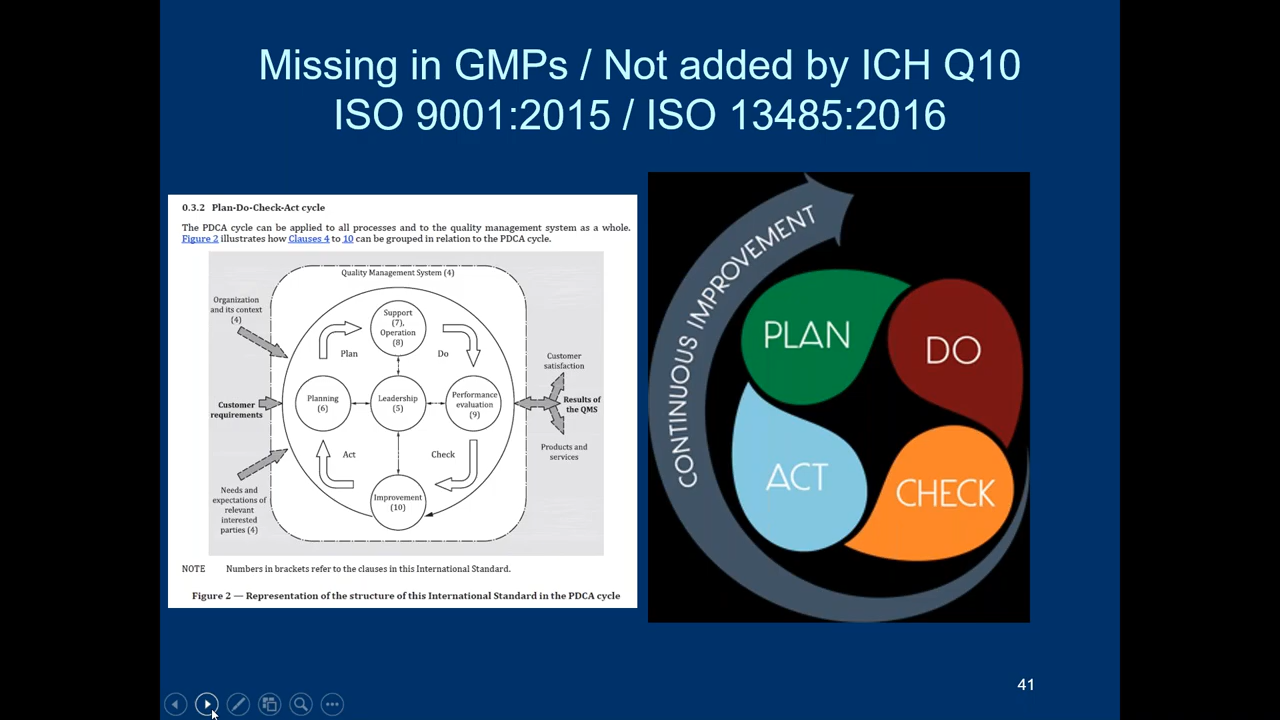 Missing in GMPs / Not added by ICH Q10
ISO 9001:2015 / ISO 13485:2016
0.3.2 Plan-Do-Check-Act cycle
The PDCA cycle can be applied to all processes and to the quality management system as a whole.
Figure 2 illustrates how Clauses 4 to 10 can be grouped in relation to the PDCA cycle.
Quality Management System (4)
Organization
and its context
(4)
Customer
requirements
Needs and
expectations of
relevant
interested
parties (4)
Support
(7),
Operation
(8)
Plan
Do
Planning
(6)
Leadership
(5)
Performance
evaluation
(9)
Act
Check
Improvement
(10)
Customer
satisfaction
Results of
the QMS
Products and
services
NOTE Numbers in brackets refer to the clauses in this International Standard.
Figure 2 — Representation of the structure of this International Standard in the PDCA cycle
CONTINUOUS IMPROVEMENT
PLAN
DO
ACT
CHECK
41